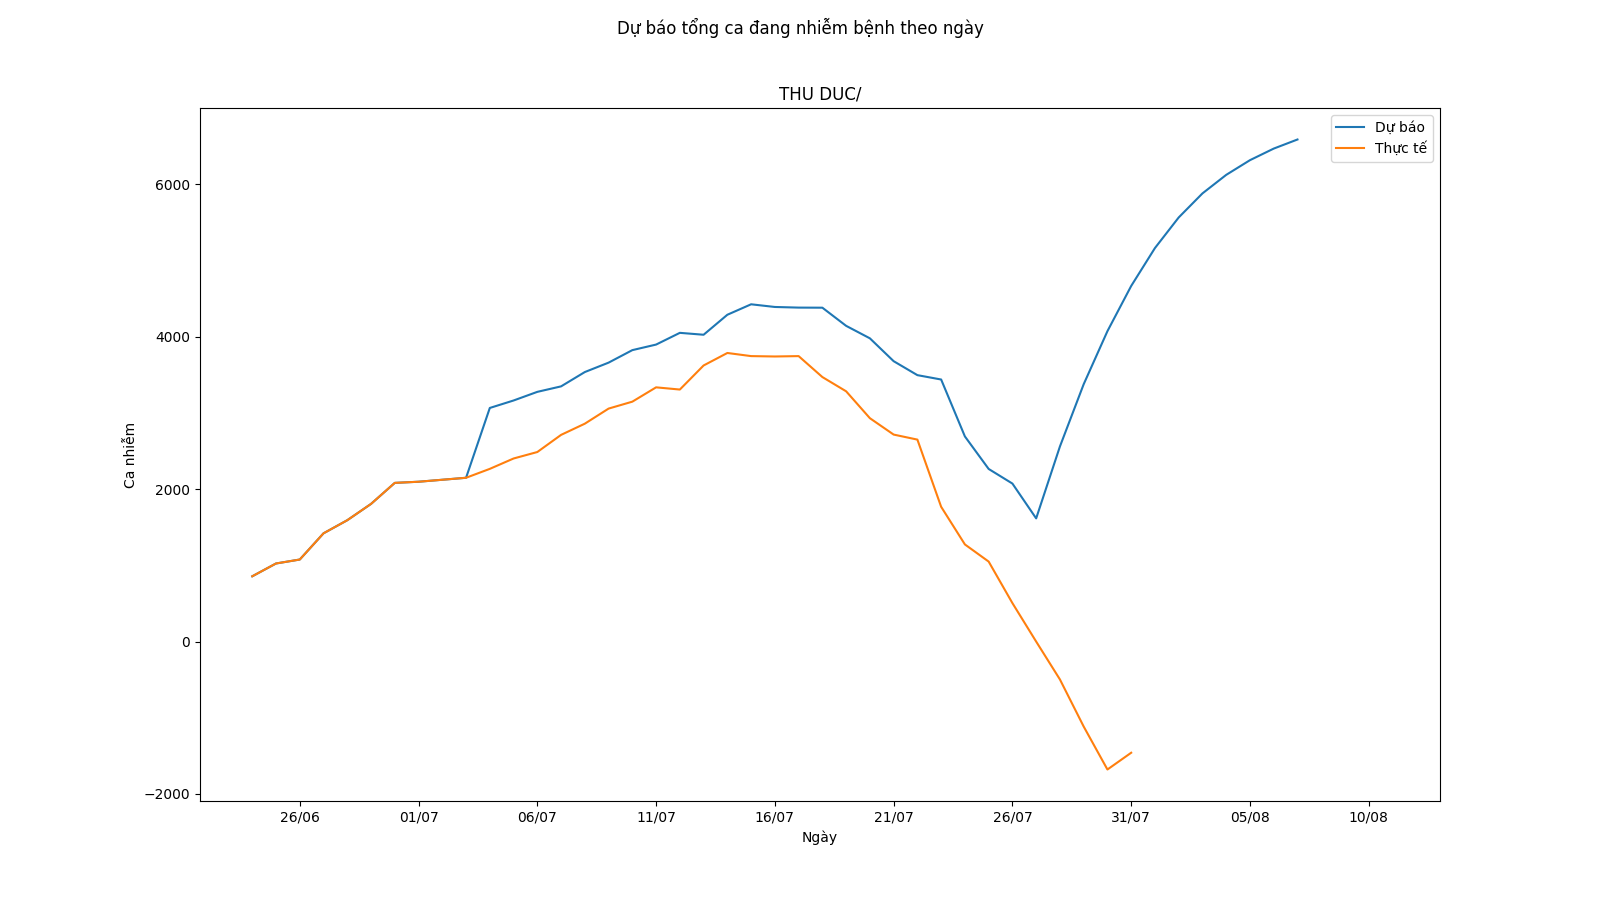 Dự báo tổng ca đang nhiễm bệnh theo ngày
THU DUC/
Dự báo
Thực tế
6000
4000
2000
0
−2000
Ca nhiễm
26/06 01/07 06/07 11/07 16/07 21/07 26/07 31/07 05/08 10/08
Ngày